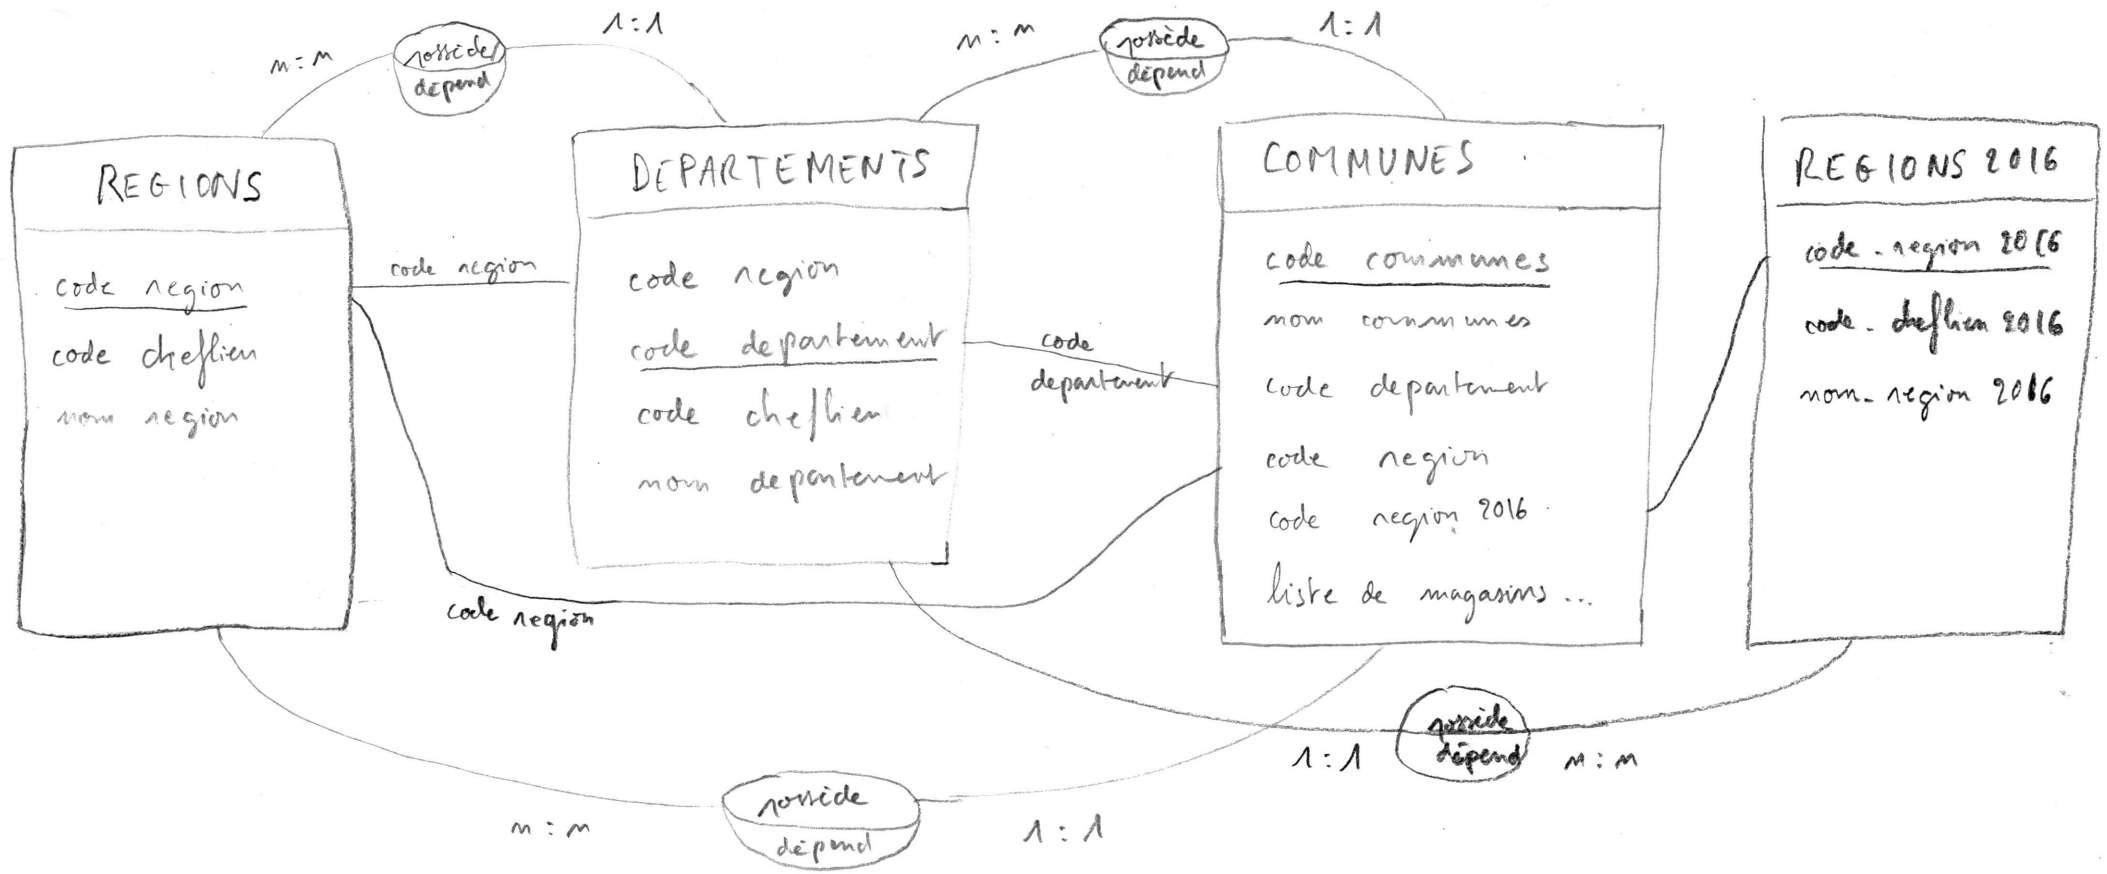 n : n
possède
dépend
1 : 1
n : n
possède
dépend
1 : 1
REGIONS
code region
code cheflieu
nom region
code region
DEPARTEMENTS
code region
code departement
code cheflieu
nom departement
code
departement
COMMUNES
code communes
nom communes
code departement
code region
code region 2016
liste de magasins ...
REGIONS 2016
code - region 2016
code - cheflieu 2016
nom - region 2016
code region
1 : 1
possède
dépend
n : n
n : n
possède
dépend
1 : 1